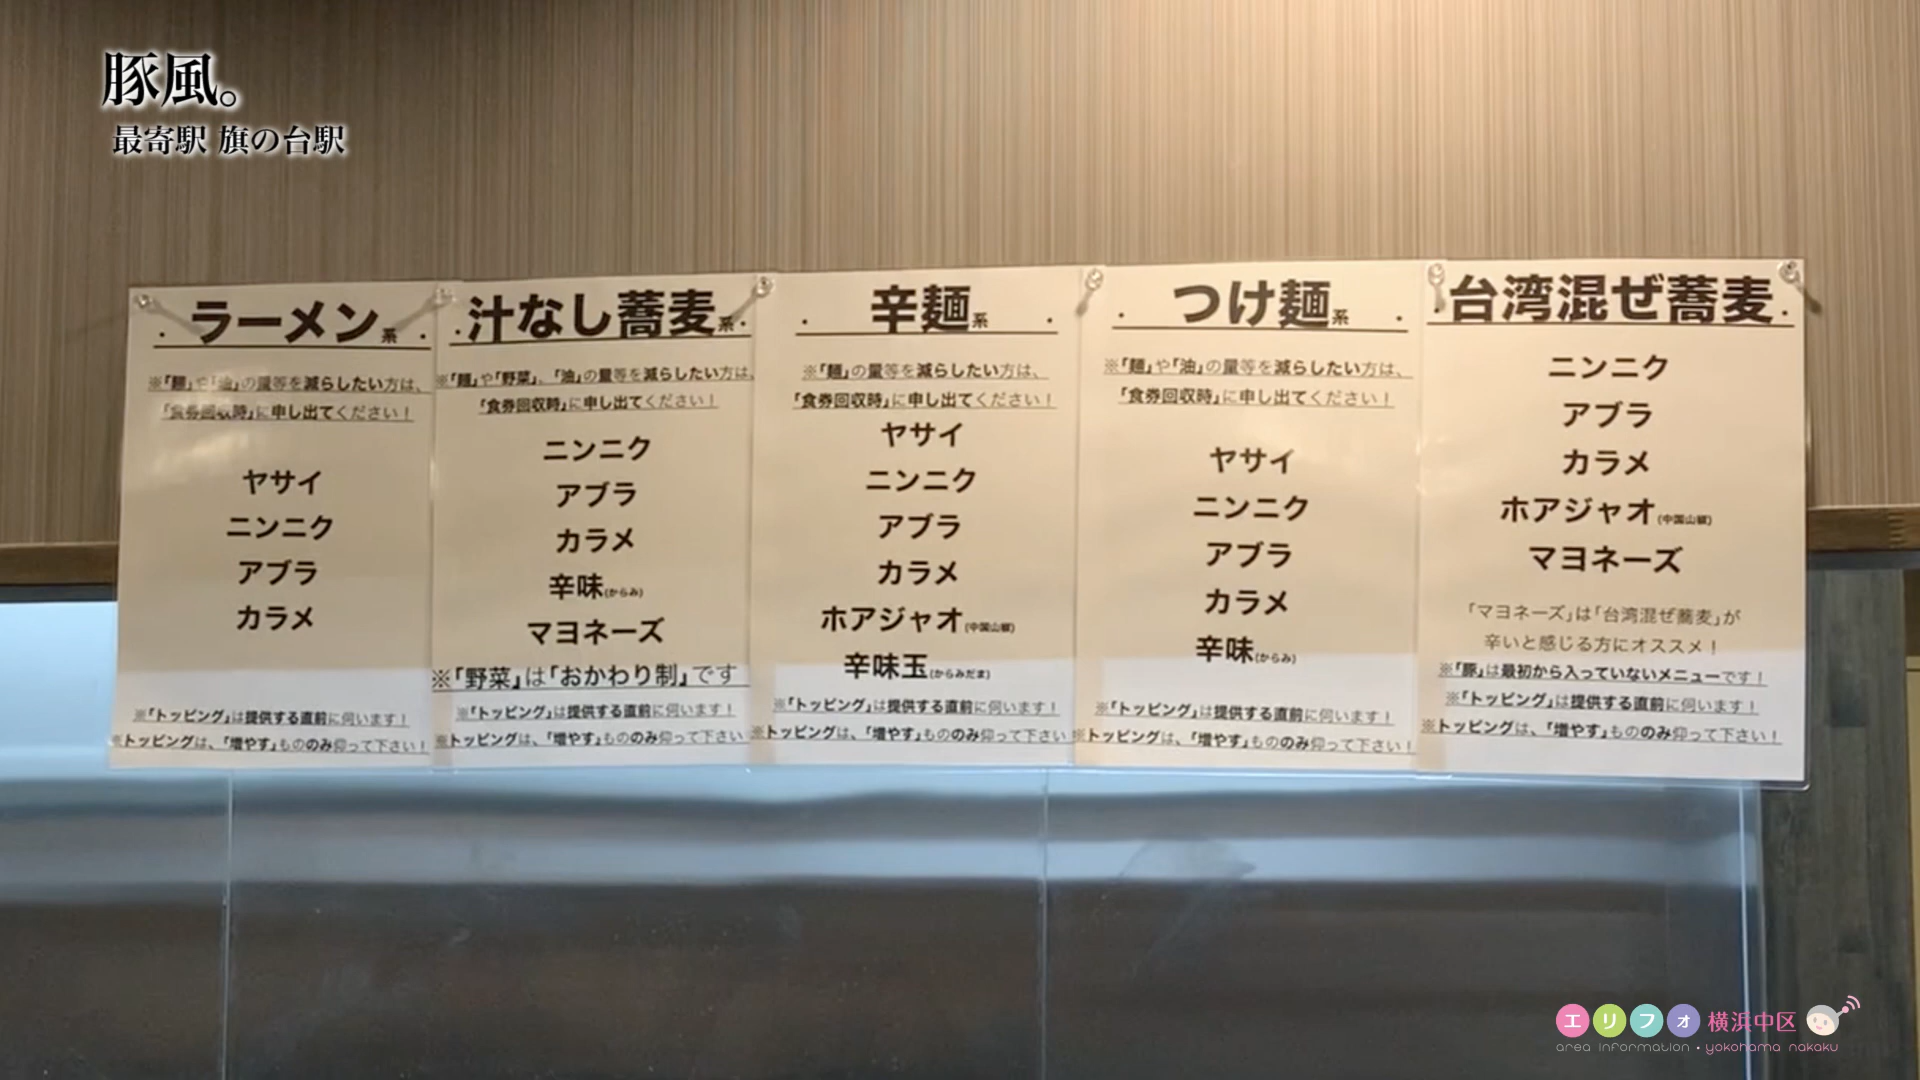 豚風。
最寄駅 旗の台駅
・ラーメン系・
※「麺」や「油」の量等を減らしたい方は、
「食券回収時」に申し出てください！
ヤサイ
ニンニク
アブラ
カラメ
※「トッピング」は提供する直前に伺います！
※トッピングは、「増やす」もののみ仰って下さい！
・汁なし蕎麦系・
※「麺」や「野菜」、「油」の量等を減らしたい方は、
「食券回収時」に申し出てください！
ニンニク
アブラ
カラメ
辛味(からみ)
マヨネーズ
※「野菜」は「おかわり制」です
※「トッピング」は提供する直前に伺います！
※トッピングは、「増やす」もののみ仰って下さい
・辛麺系・
※「麺」の量等を減らしたい方は、
「食券回収時」に申し出てください！
ヤサイ
ニンニク
アブラ
カラメ
ホアジャオ(中国山椒)
辛味玉(からみだま)
※「トッピング」は提供する直前に伺います！
※トッピングは、「増やす」もののみ仰って下さい
・つけ麺系・
※「麺」や「油」の量等を減らしたい方は、
「食券回収時」に申し出てください！
ヤサイ
ニンニク
アブラ
カラメ
辛味(からみ)
※「トッピング」は提供する直前に伺います！
※トッピングは、「増やす」もののみ仰って下さい！
・台湾混ぜ蕎麦・
ニンニク
アブラ
カラメ
ホアジャオ(中国山椒)
マヨネーズ
「マヨネーズ」は「台湾混ぜ蕎麦」が
辛いと感じる方にオススメ！
※「豚」は最初から入っていないメニューです！
※「トッピング」は提供する直前に伺います！
※トッピングは、「増やす」もののみ仰って下さい！
エリフォ 横浜中区
area information・yokohama nakaku